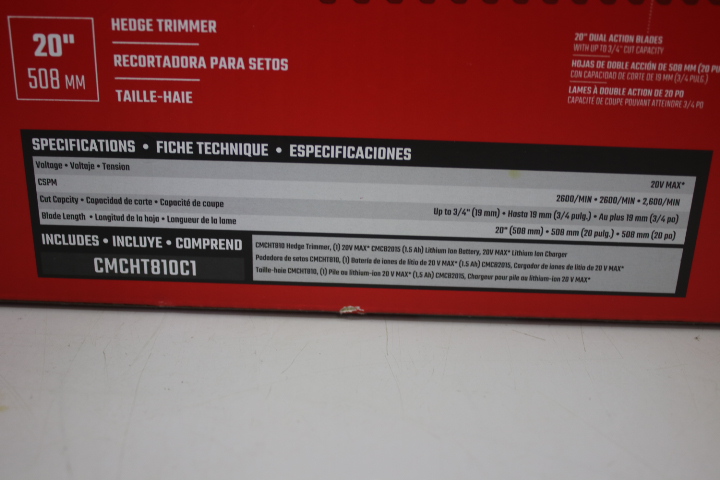 20"
508 MM
HEDGE TRIMMER
RECORTADORA PARA SETOS
TAILLE-HAIE
20" DUAL ACTION BLADES
WITH UP TO 3/4" CUT CAPACITY
HOJAS DE DOBLE ACCIÓN DE 508 MM (20 PU
CON CAPACIDAD DE CORTE DE 19 MM (3/4 PULG.)
LAMES À DOUBLE ACTION DE 20 PO
CAPACITÉ DE COUPE POUVANT ATTEINDRE 3/4 PO
SPECIFICATIONS • FICHE TECHNIQUE • ESPECIFICACIONES
Voltage • Voltaje • Tension 20V MAX*
CSPM 2600/MIN • 2600/MIN • 2,600/MIN
Cut Capcity • Capacidad de corte • Capacité de coupe Up to 3/4" (19 mm) • Hasta 19 mm (3/4 pulg.) • Au plus 19 mm (3/4 po)
Blade Length • Longitud de la hoja • Longueur de la lame 20" (508 mm) • 508 mm (20 pulg.) • 508 mm (20 po)
INCLUDES • INCLUYE • COMPREND
CMCHT810C1
CMCHT810 Hedge Trimmer, (1) 20V MAX* CMCB2015 (1.5 Ah) Lithium Ion Battery, 20V MAX* Lithium Ion Charger
Podadora de setos CMCHT810, (1) Batería de iones de litio de 20 V MAX* (1.5 Ah) CMCB2015, Cargador de iones de litio de 20 V MAX*
Taille-haie CMCHT810, (1) Pile au lithium-ion 20 V MAX* (1,5 Ah) CMCB2015, Chargeur pour pile au lithium-ion 20 V MAX*